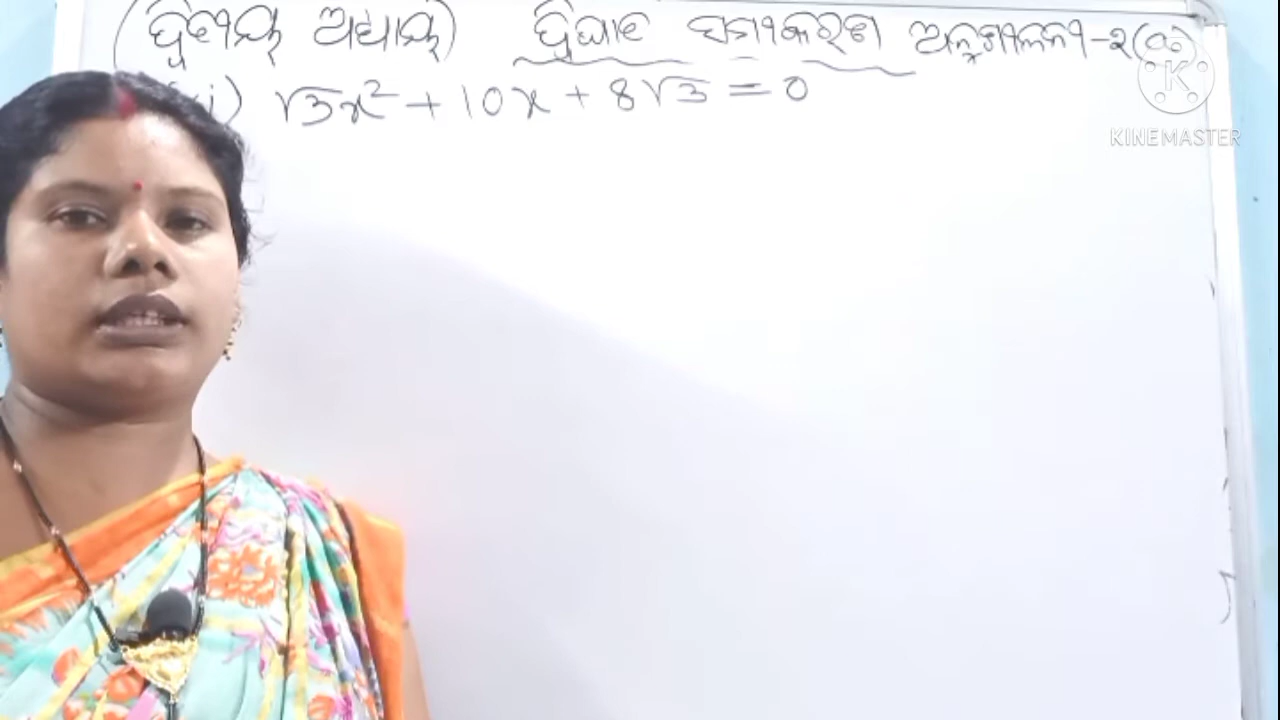 (ଦ୍ଵିତୀୟ ଅଧ୍ୟାୟ) ଦ୍ଵିଘାତ ସମୀକରଣ ଅନୁଶୀଳନୀ-୨(a)
i) √3x² + 10x + 8√3 = 0
K
KINEMASTER